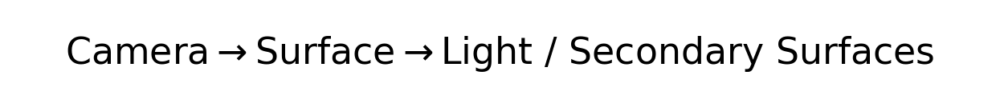 Camera → Surface → Light / Secondary Surfaces